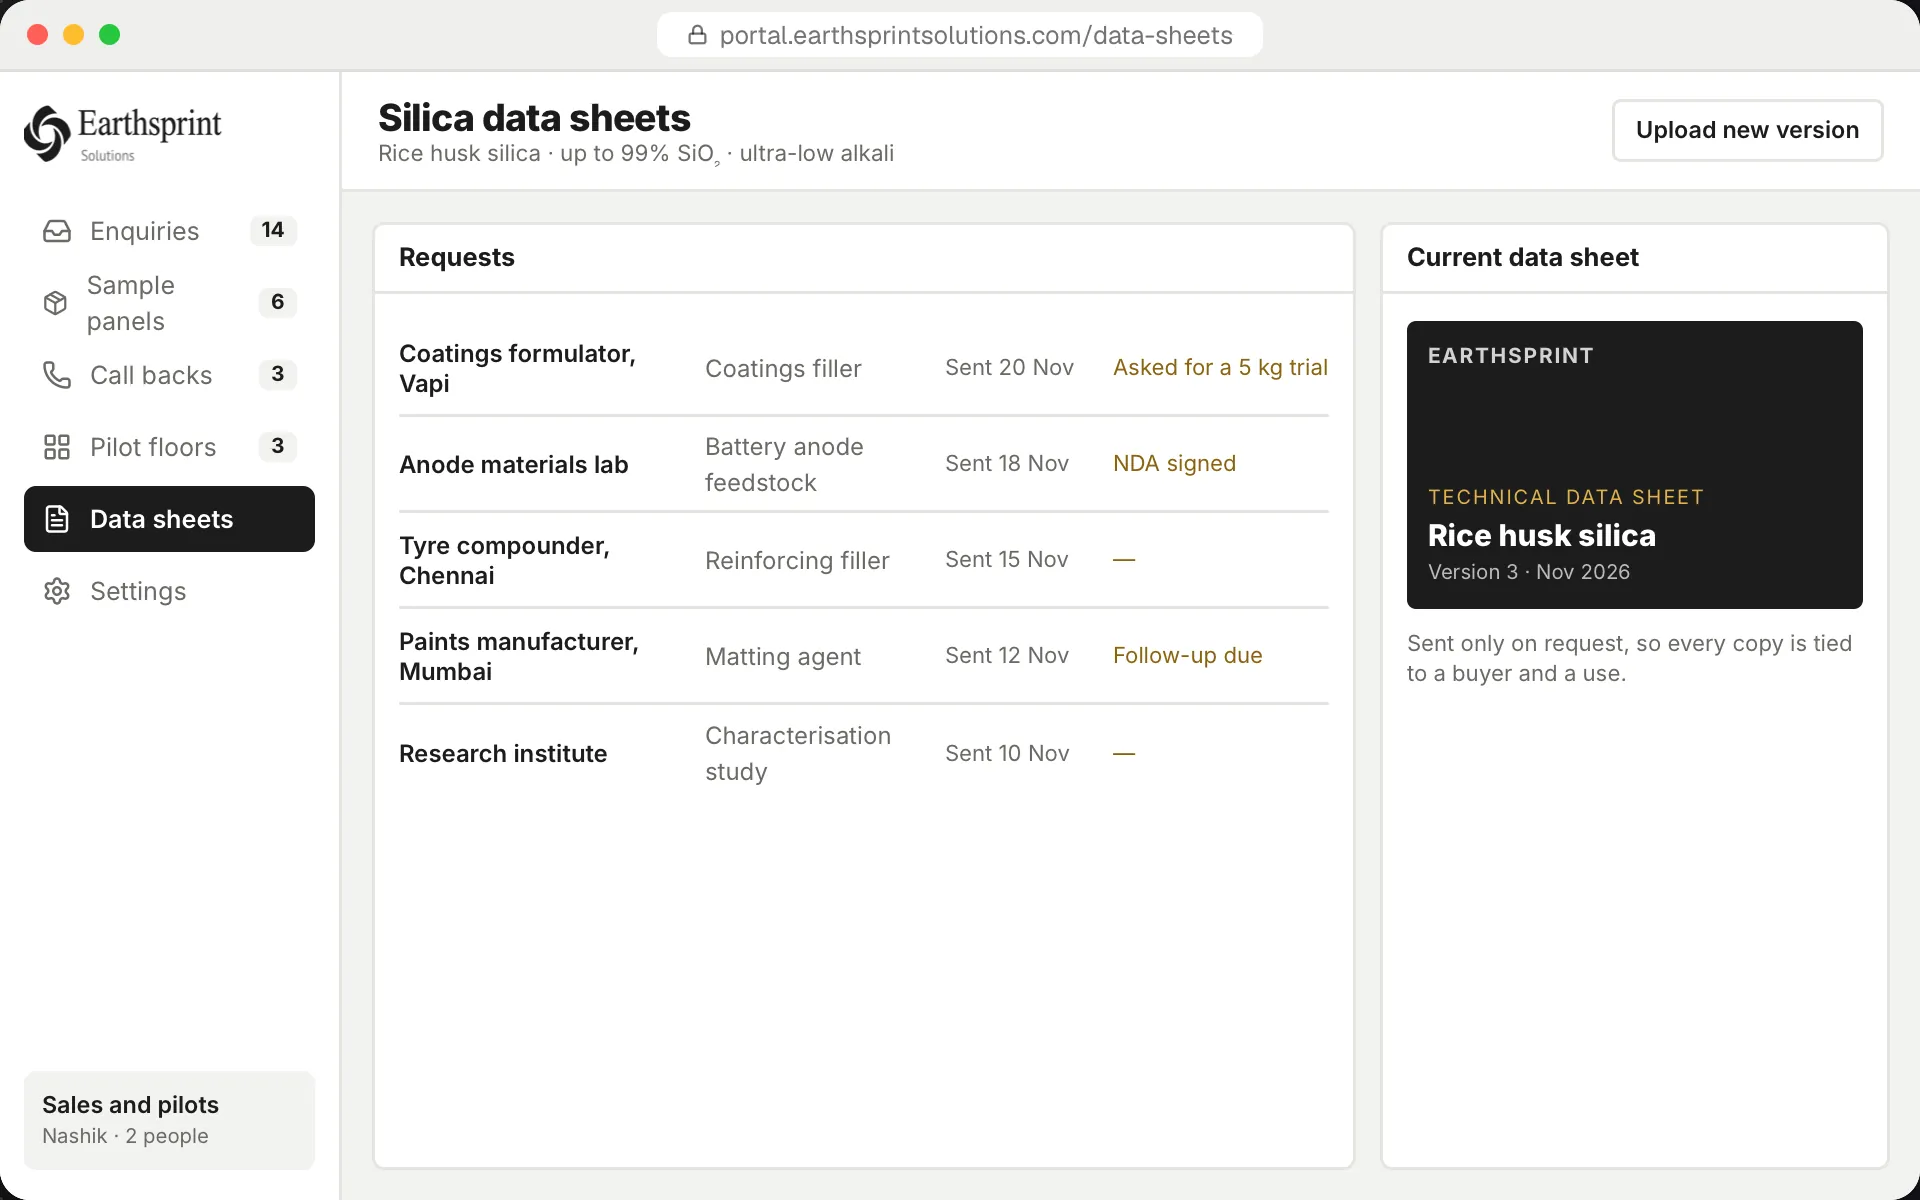 portal.earthsprintsolutions.com/data-sheets
Earthsprint
Solutions
Enquiries 14
Sample panels 6
Call backs 3
Pilot floors 3
Data sheets
Settings
Sales and pilots
Nashik · 2 people
Silica data sheets
Rice husk silica · up to 99% SiO₂ · ultra-low alkali
Upload new version
Requests
Coatings formulator, Vapi
Coatings filler
Sent 20 Nov
Asked for a 5 kg trial
Anode materials lab
Battery anode feedstock
Sent 18 Nov
NDA signed
Tyre compounder, Chennai
Reinforcing filler
Sent 15 Nov
—
Paints manufacturer, Mumbai
Matting agent
Sent 12 Nov
Follow-up due
Research institute
Characterisation study
Sent 10 Nov
—
Current data sheet
EARTHSPRINT
TECHNICAL DATA SHEET
Rice husk silica
Version 3 · Nov 2026
Sent only on request, so every copy is tied
to a buyer and a use.